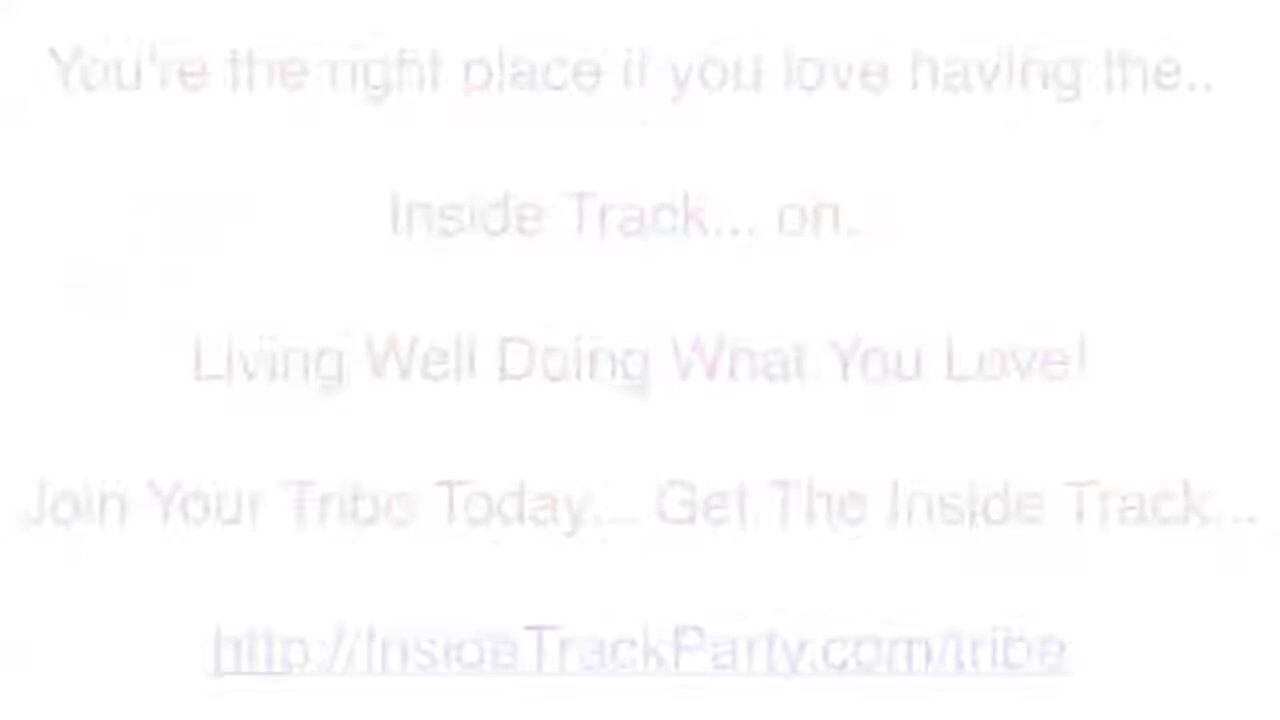 You're the right place if you love having the..
Inside Track... on..
Living Well Doing What You Love!
Join Your Tribe Today... Get The Inside Track...
http://InsideTrackParty.com/tribe